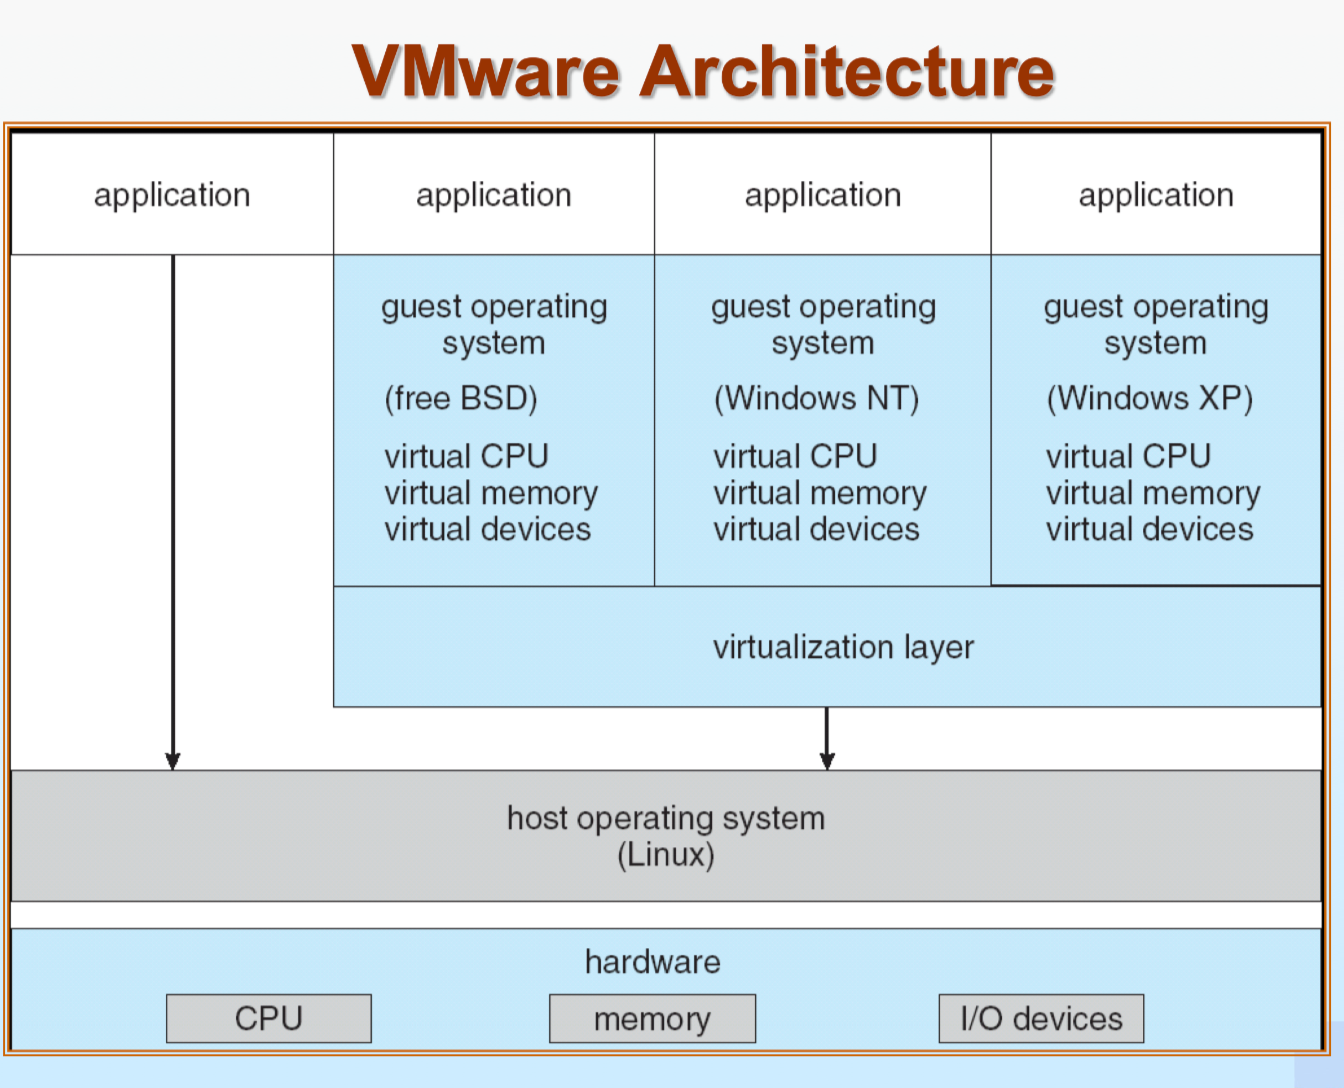 VMware Architecture
application
application
application
application
guest operating
system
(free BSD)
virtual CPU
virtual memory
virtual devices
guest operating
system
(Windows NT)
virtual CPU
virtual memory
virtual devices
guest operating
system
(Windows XP)
virtual CPU
virtual memory
virtual devices
virtualization layer
host operating system
(Linux)
hardware
CPU
memory
I/O devices